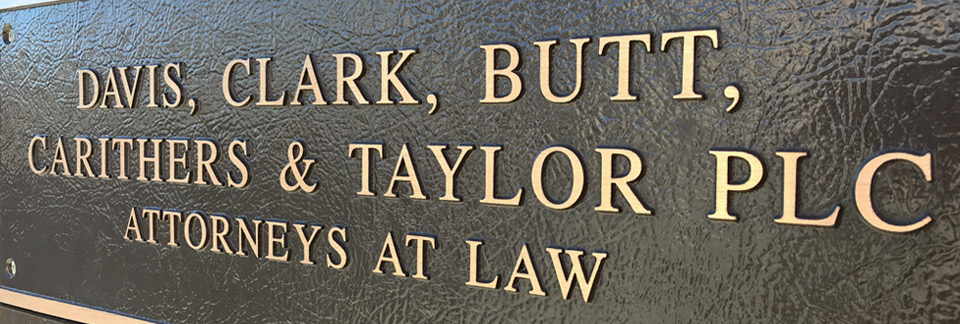 DAVIS, CLARK, BUTT,
CARITHERS & TAYLOR PLC
ATTORNEYS AT LAW